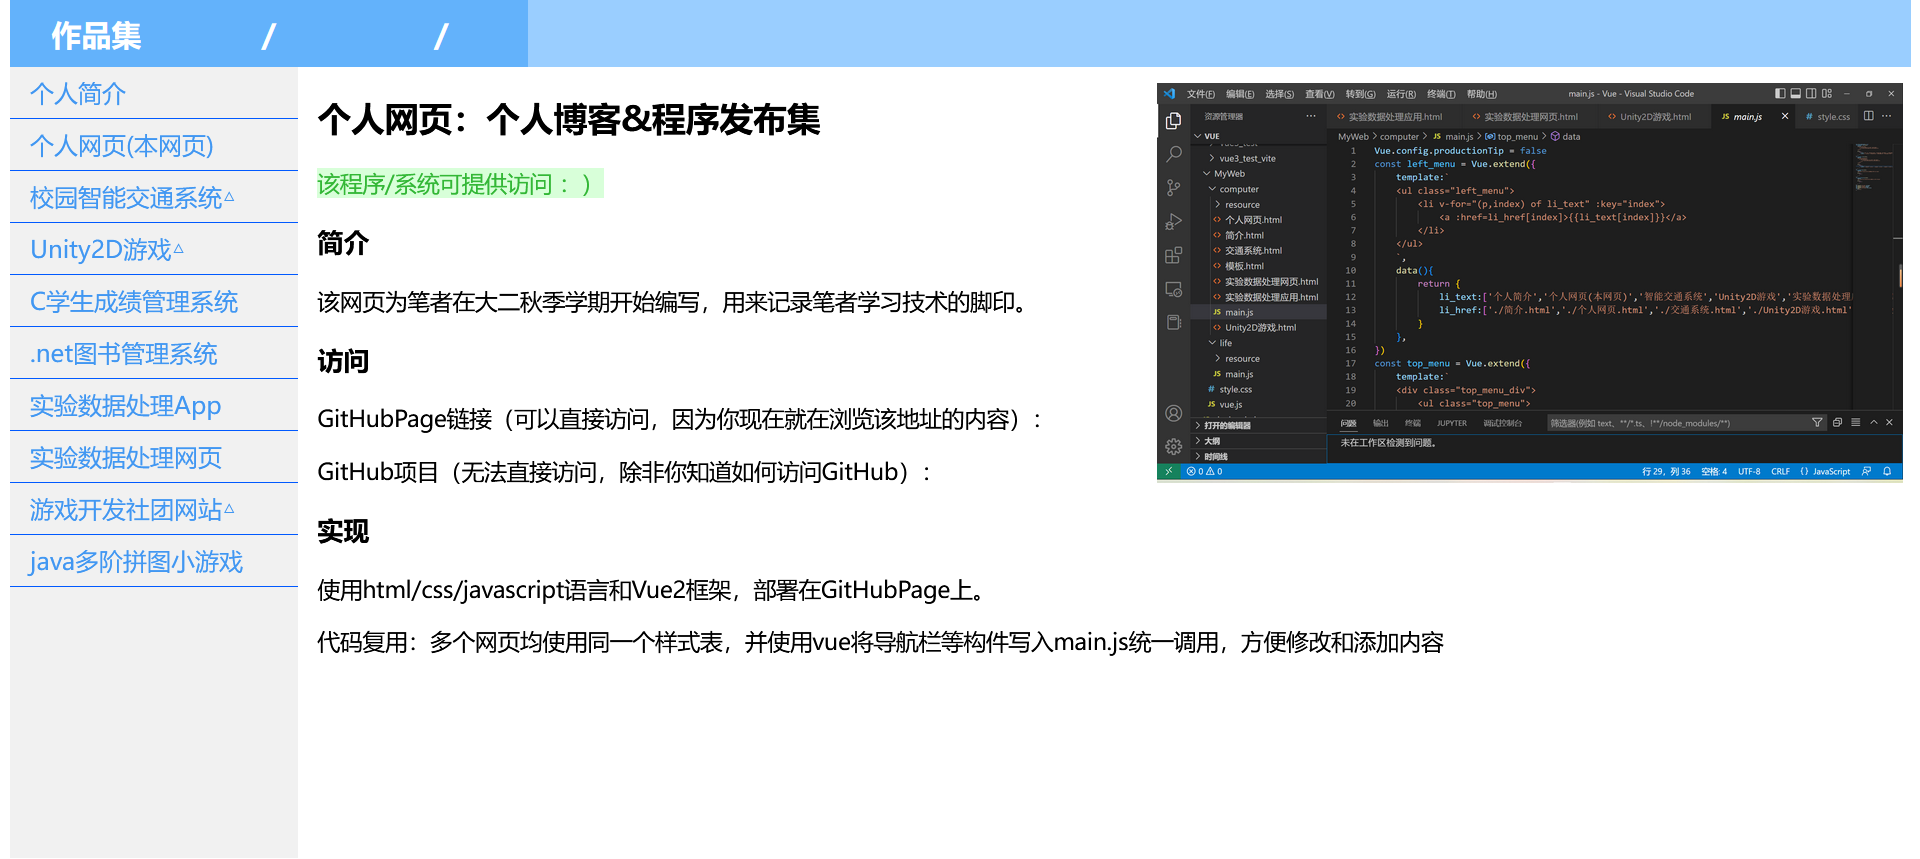 作品集 / /
个人简介
个人网页(本网页)
校园智能交通系统△
Unity2D游戏△
C学生成绩管理系统
.net图书管理系统
实验数据处理App
实验数据处理网页
游戏开发社团网站△
java多阶拼图小游戏
个人网页：个人博客&程序发布集
该程序/系统可提供访问：）
简介
该网页为笔者在大二秋季学期开始编写，用来记录笔者学习技术的脚印。
访问
GitHubPage链接（可以直接访问，因为你现在就在浏览该地址的内容）：
GitHub项目（无法直接访问，除非你知道如何访问GitHub）：
实现
使用html/css/javascript语言和Vue2框架，部署在GitHubPage上。
代码复用：多个网页均使用同一个样式表，并使用vue将导航栏等构件写入main.js统一调用，方便修改和添加内容
文件(F) 编辑(E) 选择(S) 查看(V) 转到(G) 运行(R) 终端(T) 帮助(H) main.js - Vue - Visual Studio Code
资源管理器 ···
VUE
vue3_test_vite
MyWeb
computer
resource
个人网页.html
简介.html
交通系统.html
模板.html
实验数据处理网页.html
实验数据处理应用.html
main.js
Unity2D游戏.html
life
resource
main.js
style.css
vue.js
打开的编辑器
大纲
时间线
实验数据处理应用.html 实验数据处理网页.html Unity2D游戏.html main.js style.css
MyWeb > computer > main.js > top_menu > data
1 Vue.config.productionTip = false
2 const left_menu = Vue.extend({
3 template:`
4 <ul class="left_menu">
5 <li v-for="(p,index) of li_text" :key="index">
6 <a :href=li_href[index]>{{li_text[index]}}</a>
7 </li>
8 </ul>
9 `,
10 data(){
11 return {
12 li_text:['个人简介','个人网页(本网页)','智能交通系统','Unity2D游戏','实验数据处理
13 li_href:['./简介.html','./个人网页.html','./交通系统.html','./Unity2D游戏.html'
14 }
15 },
16 })
17 const top_menu = Vue.extend({
18 template:`
19 <div class="top_menu_div">
20 <ul class="top_menu">
问题 输出 终端 JUPYTER 调试控制台 筛选器(例如 text、**/*.ts、!**/node_modules/**)
未在工作区检测到问题。
0 0 行 29，列 36 空格: 4 UTF-8 CRLF {} JavaScript